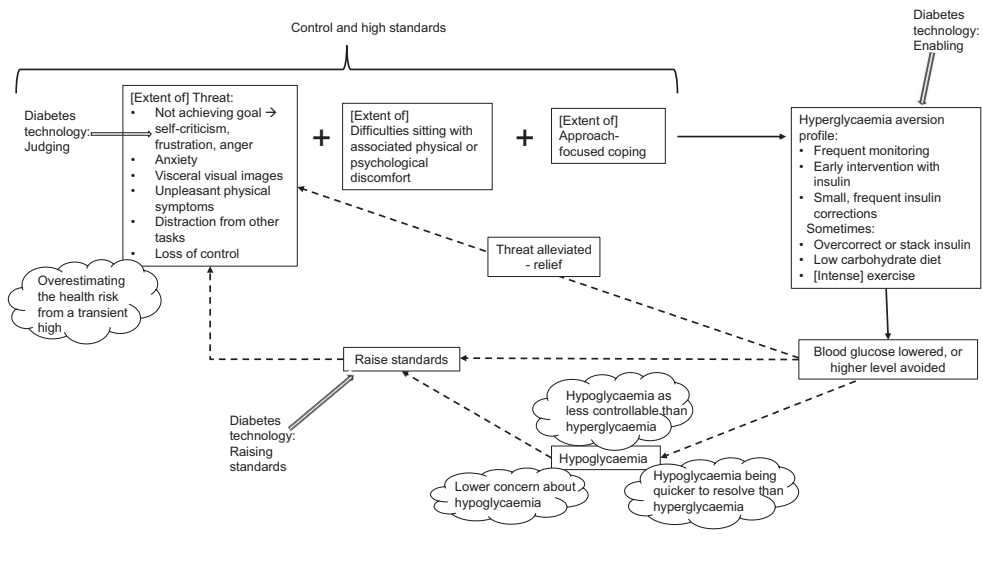 Control and high standards
Diabetes
technology:
Enabling
Diabetes
technology:
Judging
[Extent of] Threat:
• Not achieving goal →
self-criticism,
frustration, anger
• Anxiety
• Visceral visual images
• Unpleasant physical
symptoms
• Distraction from other
tasks
• Loss of control
+
[Extent of]
Difficulties sitting with
associated physical or
psychological
discomfort
+
[Extent of]
Approach-
focused coping
Hyperglycaemia aversion
profile:
• Frequent monitoring
• Early intervention with
insulin
• Small, frequent insulin
corrections
Sometimes:
• Overcorrect or stack insulin
• Low carbohydrate diet
• [Intense] exercise
Overestimating
the health risk
from a transient
high
Threat alleviated
- relief
Raise standards
Blood glucose lowered, or
higher level avoided
Diabetes
technology:
Raising
standards
Hypoglycaemia as
less controllable than
hyperglycaemia
Hypoglycaemia
Lower concern about
hypoglycaemia
Hypoglycaemia being
quicker to resolve than
hyperglycaemia